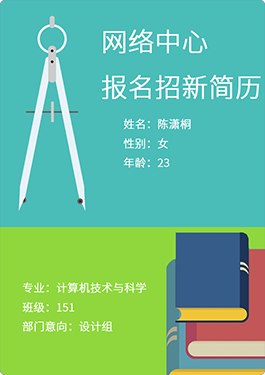 网络中心
报名招新简历
姓名：陈潇桐
性别：女
年龄：23
专业：计算机技术与科学
班级：151
部门意向：设计组